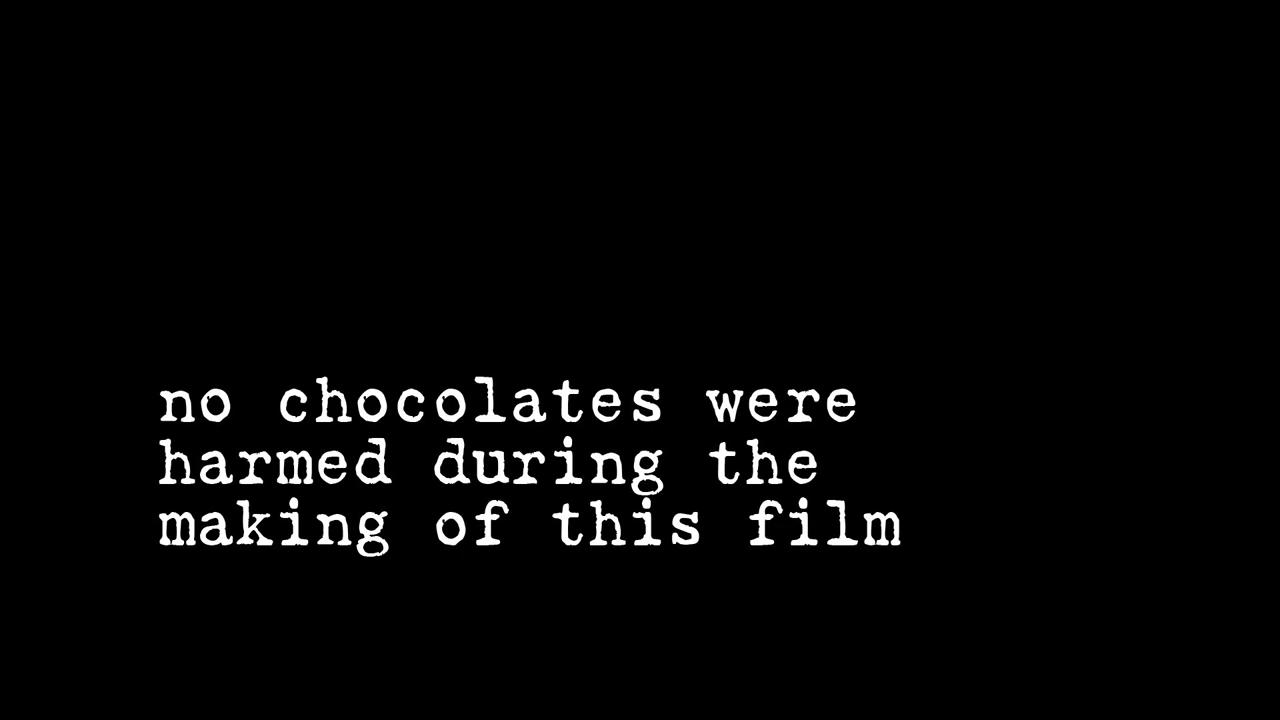 no chocolates were
harmed during the
making of this film